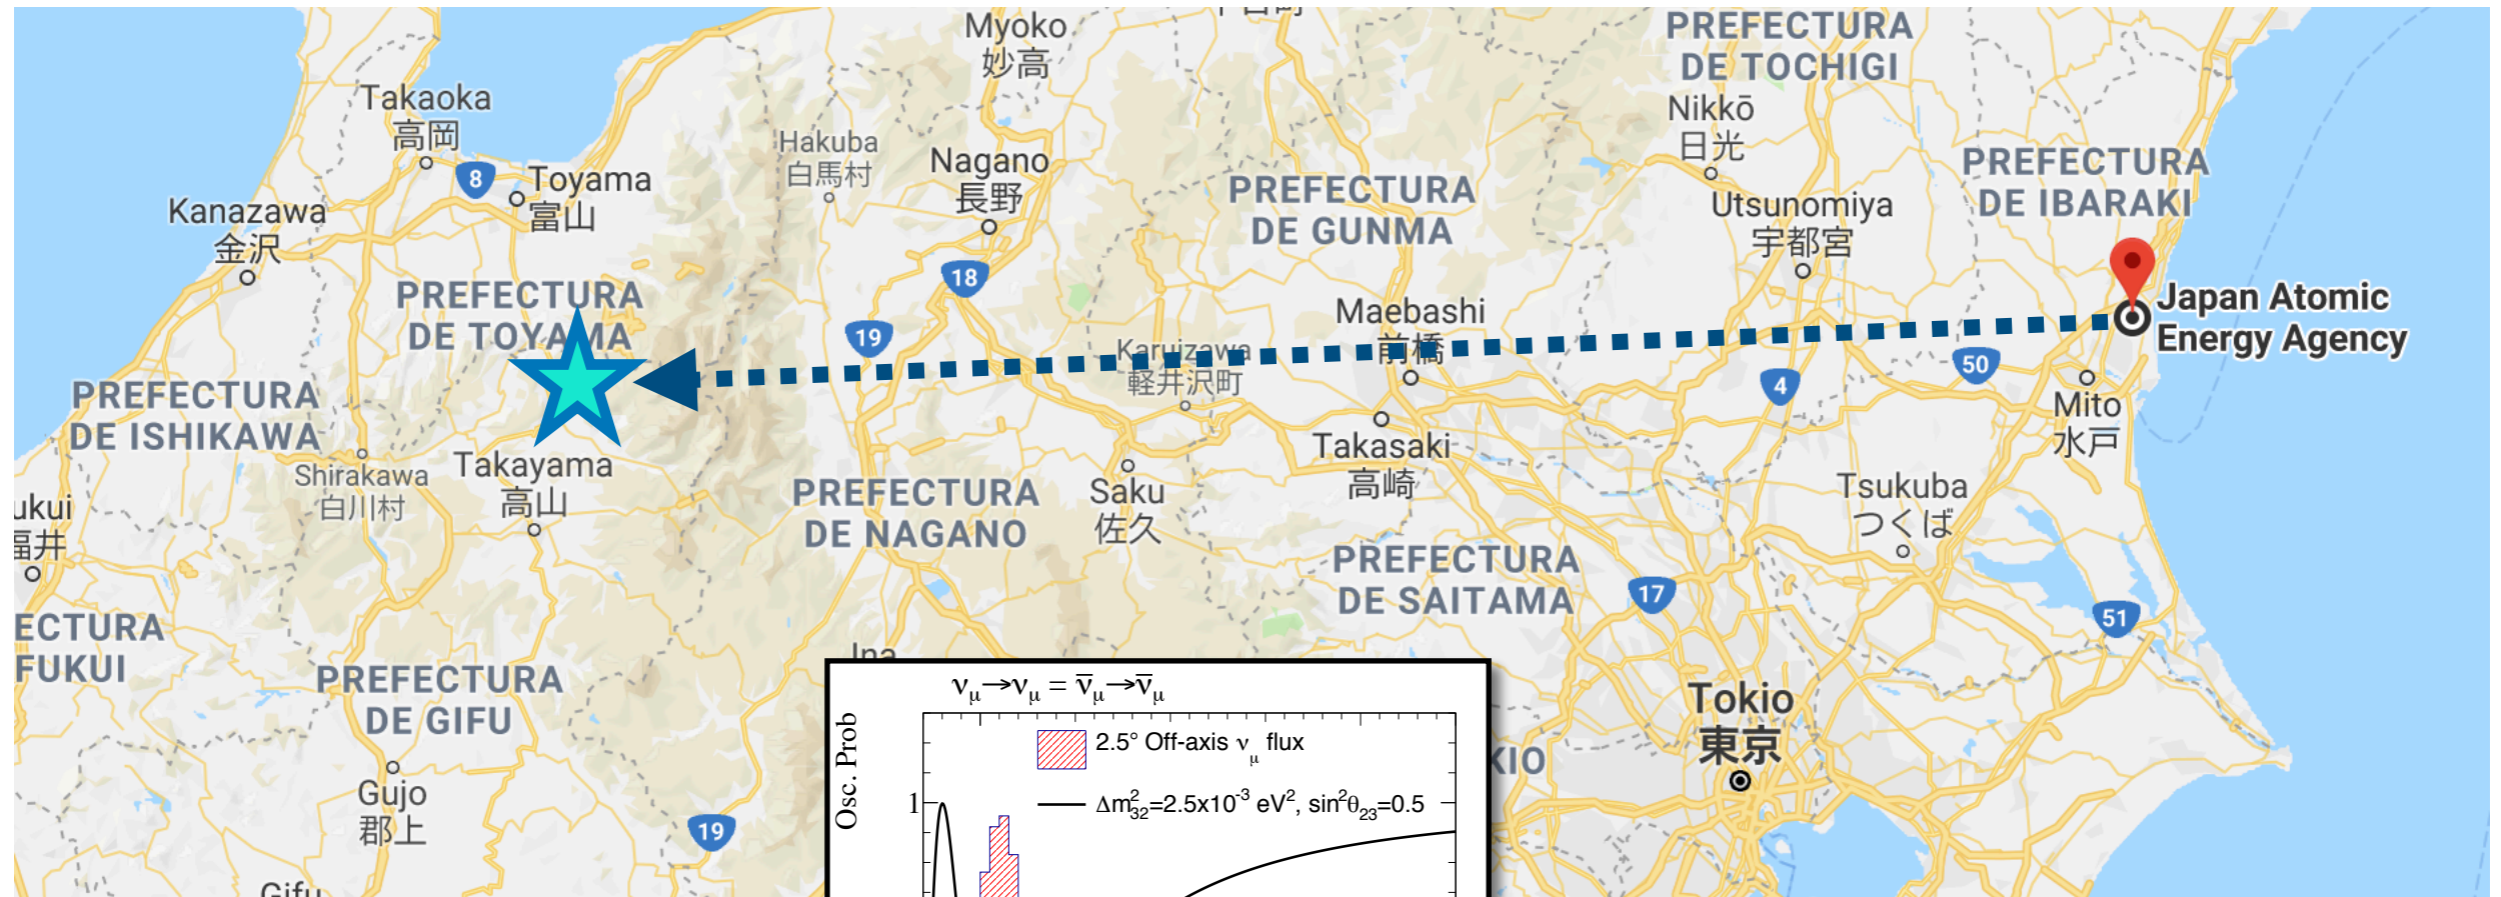 Myoko
妙高
PREFECTURA
DE TOCHIGI
Takaoka
高岡
Nikkō
日光
Hakuba
白馬村
Nagano
長野
PREFECTURA
DE IBARAKI
8
Toyama
富山
PREFECTURA
DE GUNMA
Utsunomiya
宇都宮
Kanazawa
金沢
18
PREFECTURA
DE TOYAMA
19
Maebashi
前橋
Japan Atomic
Energy Agency
Karuizawa
軽井沢町
50
4
PREFECTURA
DE ISHIKAWA
Mito
水戸
Shirakawa
白川村
Takayama
高山
Takasaki
高崎
PREFECTURA
DE NAGANO
Saku
佐久
Tsukuba
つくば
ukui
福井
PREFECTURA
DE SAITAMA
17
51
ECTURA
FUKUI
Ina
PREFECTURA
DE GIFU
Tokio
東京
KIO
νμ→νμ = ν̅μ→ν̅μ
Osc. Prob
2.5° Off-axis νμ flux
1
Δm²32=2.5x10⁻³ eV², sin²θ23=0.5
Gujo
郡上
19
Gifu